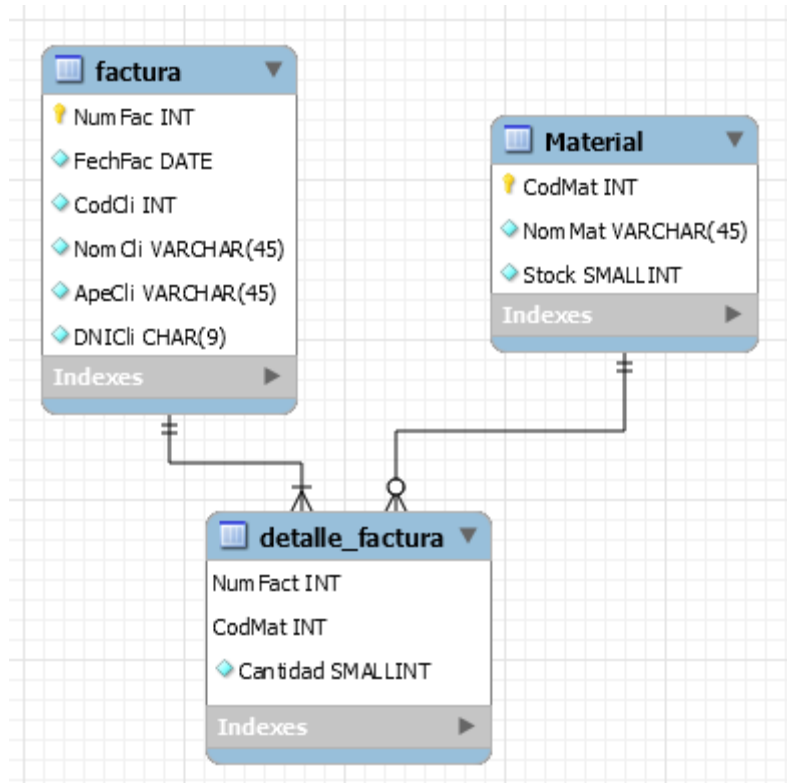 factura
NumFac INT
FechFac DATE
CodCli INT
NomCli VARCHAR(45)
ApeCli VARCHAR(45)
DNICli CHAR(9)
Indexes
Material
CodMat INT
NomMat VARCHAR(45)
Stock SMALLINT
Indexes
detalle_factura
NumFact INT
CodMat INT
Cantidad SMALLINT
Indexes